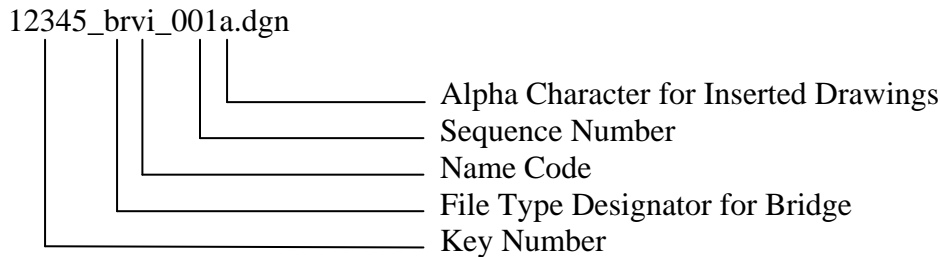 12345_brvi_001a.dgn
Alpha Character for Inserted Drawings
Sequence Number
Name Code
File Type Designator for Bridge
Key Number